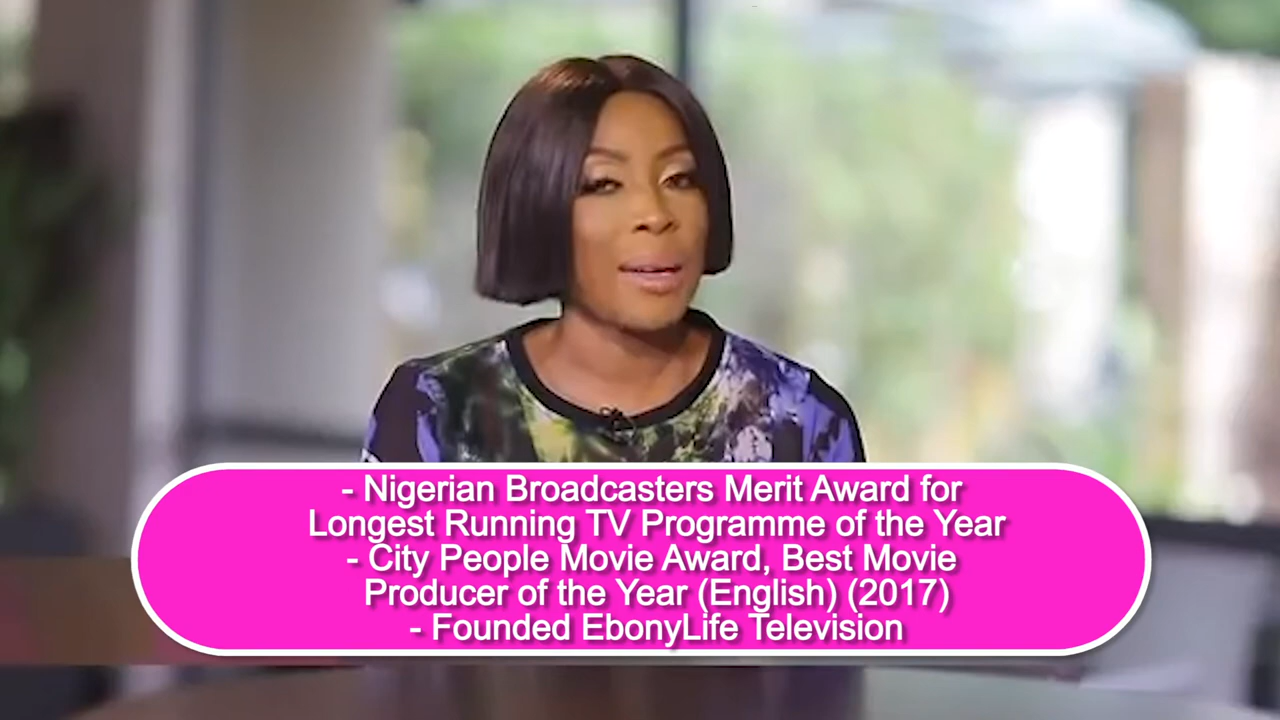 - Nigerian Broadcasters Merit Award for
Longest Running TV Programme of the Year
- City People Movie Award, Best Movie
Producer of the Year (English) (2017)
- Founded EbonyLife Television